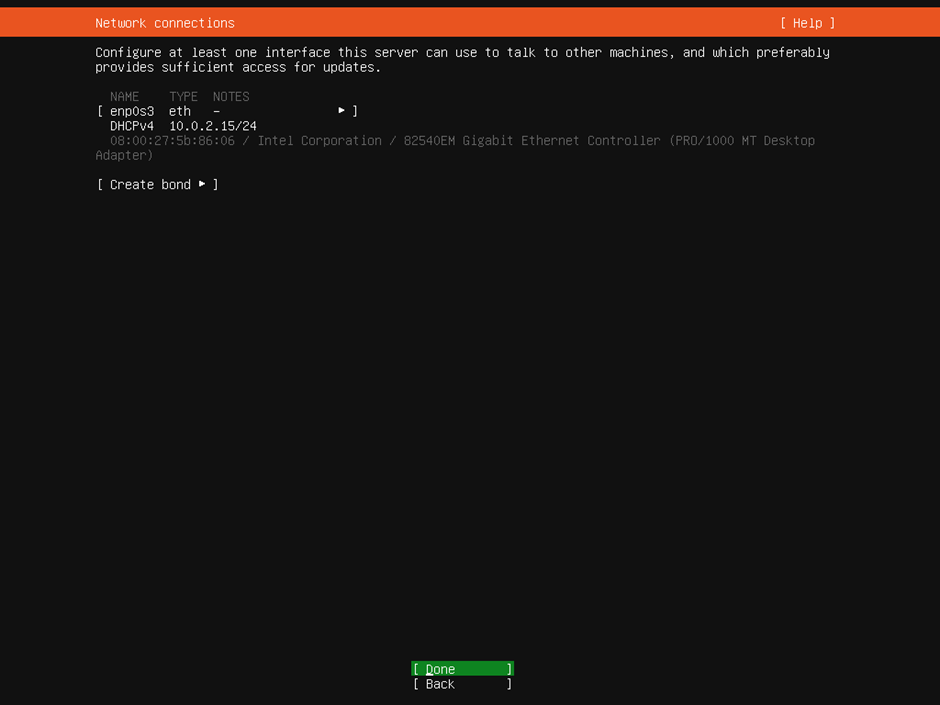 Network connections [ Help ]
Configure at least one interface this server can use to talk to other machines, and which preferably
provides sufficient access for updates.
NAME TYPE NOTES
[ enp0s3 eth - ▸ ]
DHCPv4 10.0.2.15/24
08:00:27:5b:86:06 / Intel Corporation / 82540EM Gigabit Ethernet Controller (PRO/1000 MT Desktop
Adapter)
[ Create bond ▸ ]
[ Done ]
[ Back ]